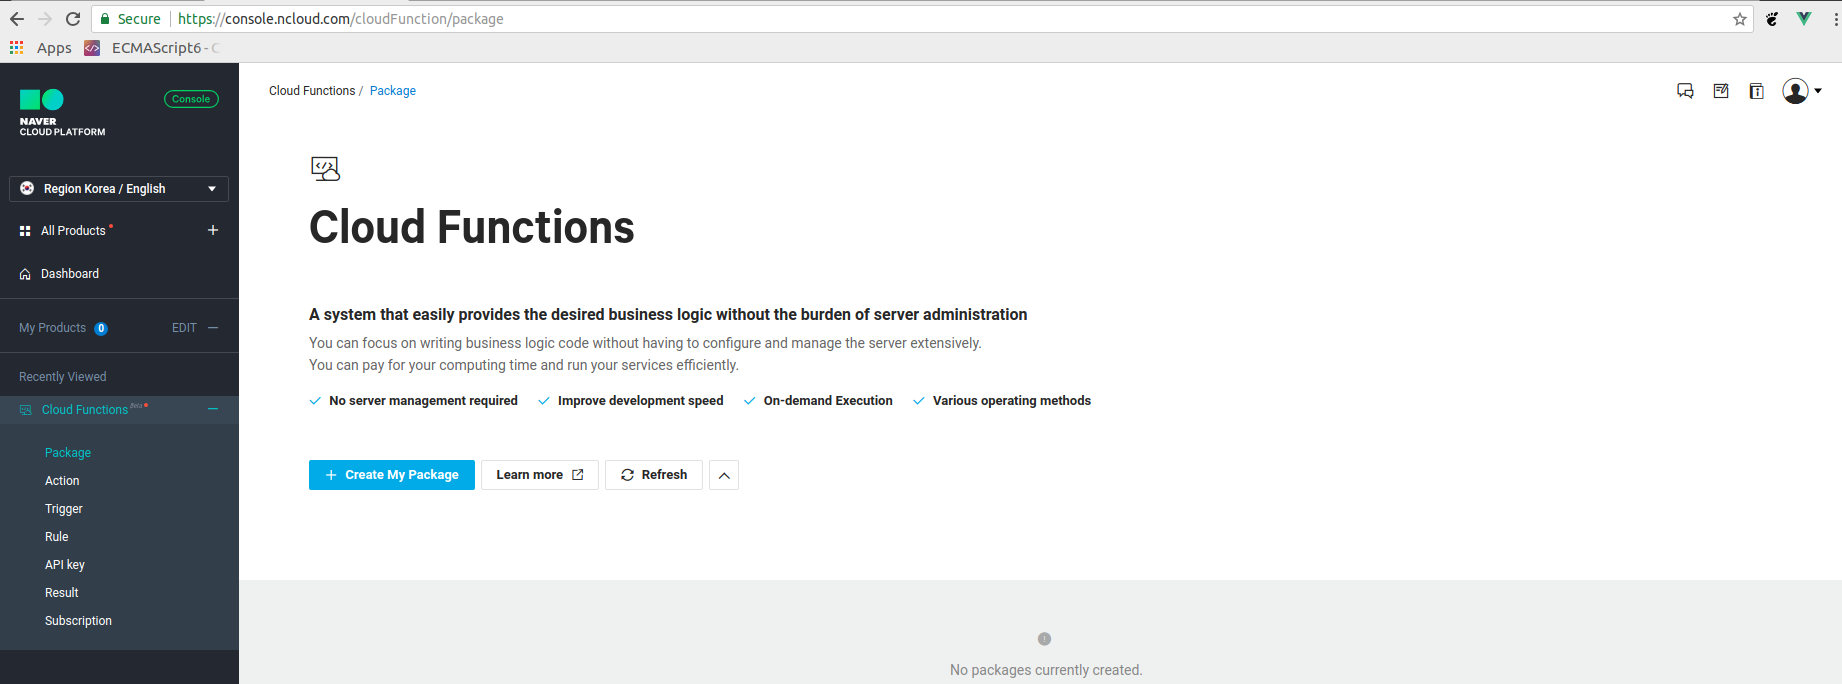 Secure https://console.ncloud.com/cloudFunction/package
Apps </> ECMAScript6 - C
NAVER
CLOUD PLATFORM
Console
Region Korea / English
All Products
Dashboard
My Products 0 EDIT
Recently Viewed
Cloud Functions Beta
Package
Action
Trigger
Rule
API key
Result
Subscription
Cloud Functions / Package
Cloud Functions
A system that easily provides the desired business logic without the burden of server administration
You can focus on writing business logic code without having to configure and manage the server extensively.
You can pay for your computing time and run your services efficiently.
No server management required Improve development speed On-demand Execution Various operating methods
+ Create My Package Learn more Refresh
No packages currently created.